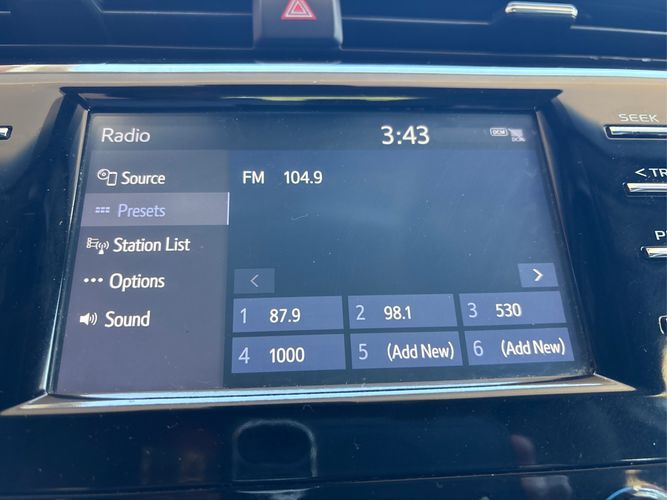 Radio 3:43 DCM
SEEK
Source FM 104.9
< TR
Presets
Station List
Options
1 87.9 2 98.1 3 530
Sound
4 1000 5 (Add New) 6 (Add New)